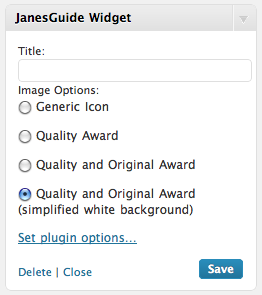 JanesGuide Widget
Title:
Image Options:
Generic Icon
Quality Award
Quality and Original Award
Quality and Original Award
(simplified white background)
Set plugin options...
Delete | Close
Save